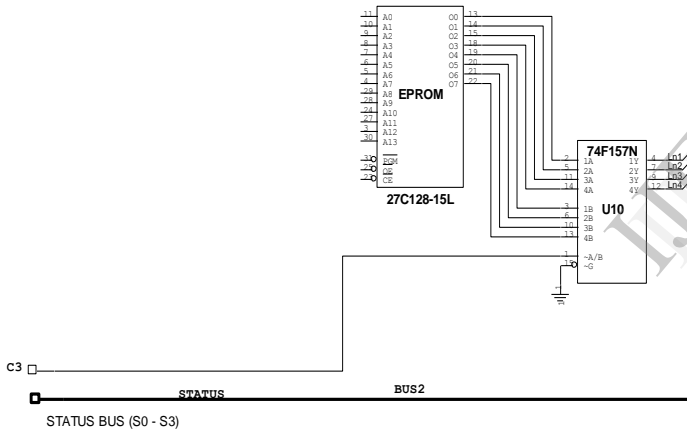 11 A0 O0 13
10 A1 O1 14
9 A2 O2 15
8 A3 O3 18
7 A4 O4 19
6 A5 O5 20
5 A6 O6 21
4 A7 O7 22
29 A8
28 A9
24 A10
27 A11
3 A12
30 A13
EPROM
31 PGM
25 OE
CE
27C128-15L
74F157N
2 1A 1Y 4 Ln1
5 2A 2Y 7 Ln2
11 3A 3Y 9 Ln3
14 4A 4Y 12 Ln4
3 1B
6 2B
10 3B
13 4B
U10
1 ~A/B
15 ~G
1
C3
STATUS BUS2
STATUS BUS (S0 - S3)